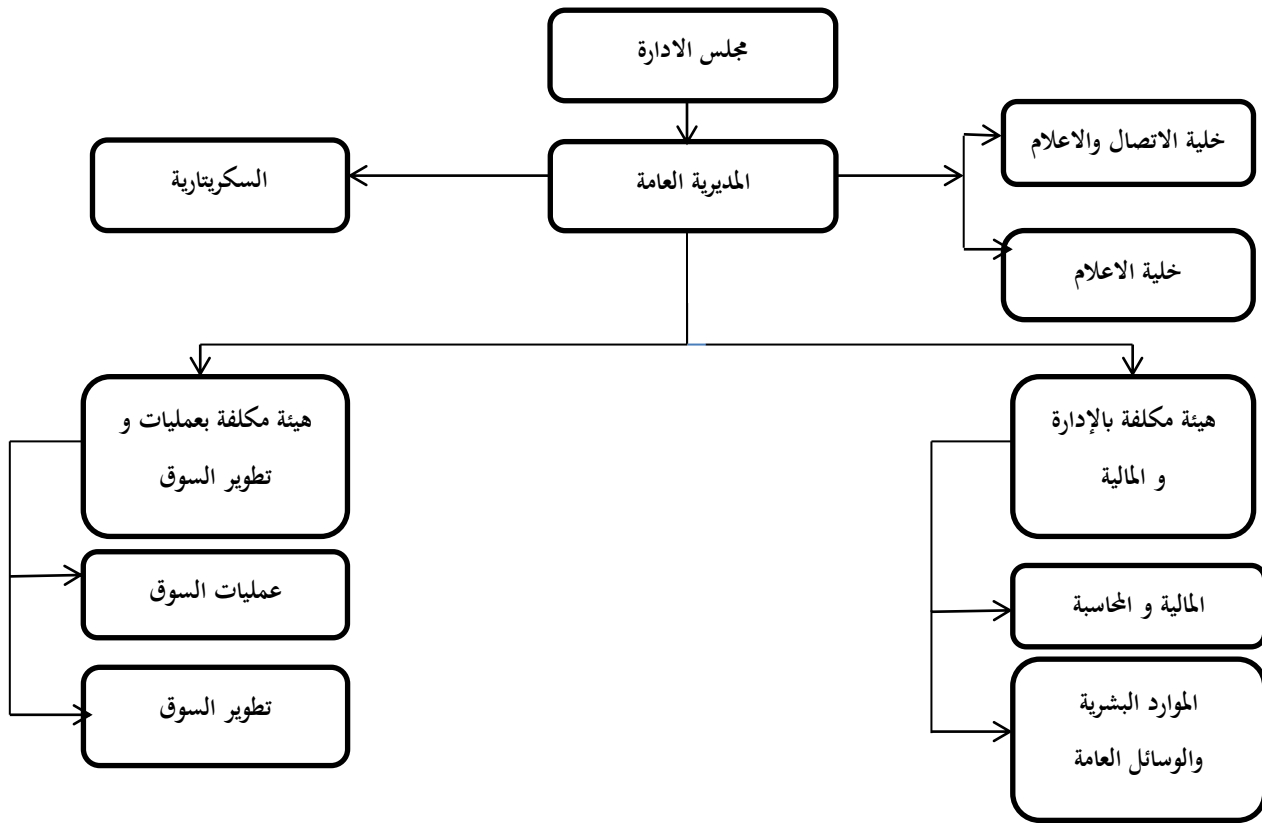 مجلس الادارة
خلية الاتصال والاعلام
المديرية العامة
السكريتارية
خلية الاعلام
هيئة مكلفة بالإدارة
و المالية
هيئة مكلفة بعمليات و
تطوير السوق
المالية و المحاسبة
عمليات السوق
الموارد البشرية
والوسائل العامة
تطوير السوق